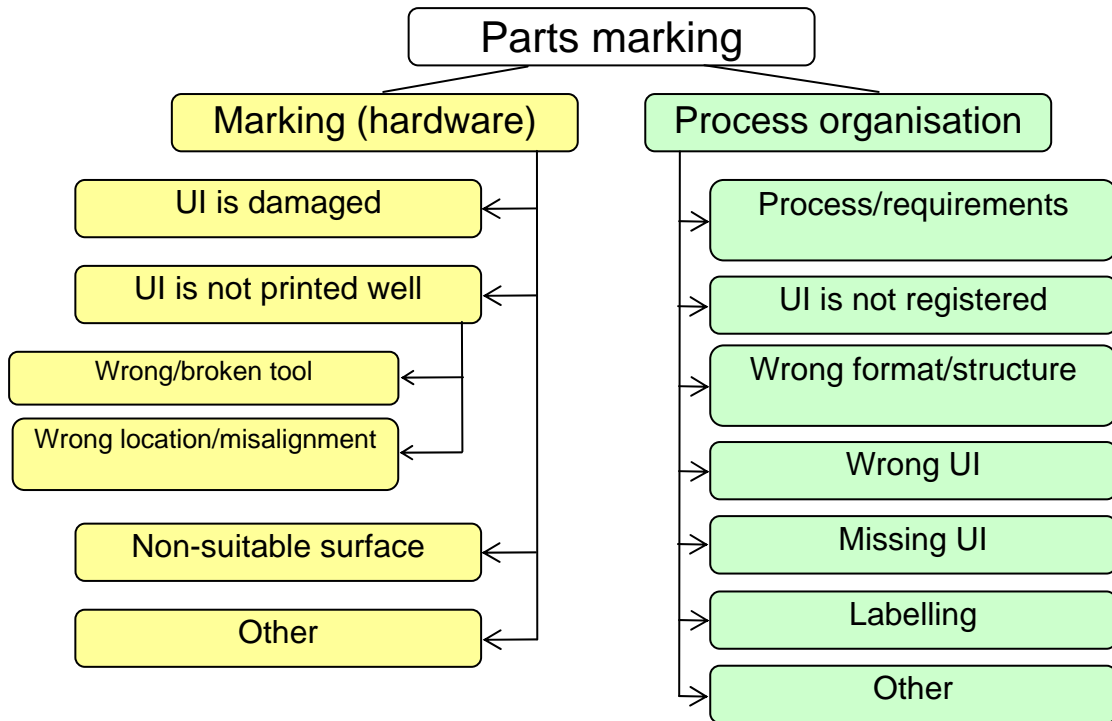 Parts marking
Marking (hardware)
UI is damaged
UI is not printed well
Wrong/broken tool
Wrong location/misalignment
Non-suitable surface
Other
Process organisation
Process/requirements
UI is not registered
Wrong format/structure
Wrong UI
Missing UI
Labelling
Other